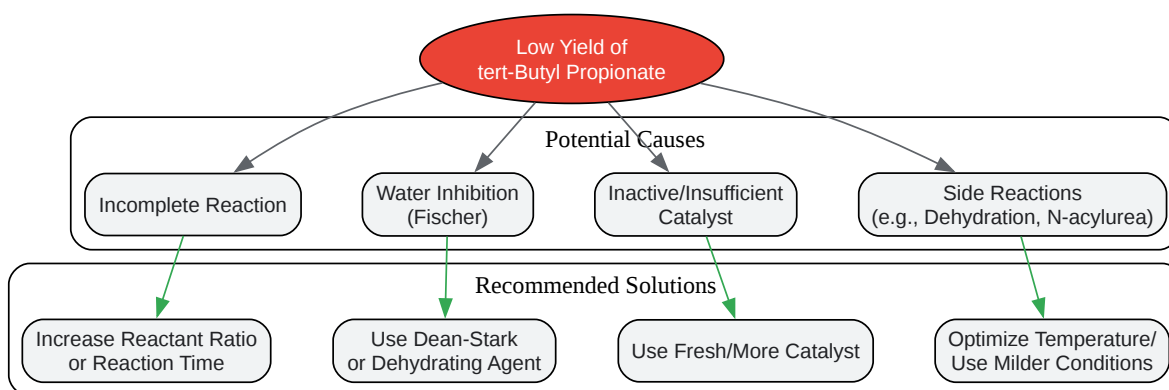 Low Yield of
tert-Butyl Propionate
Potential Causes
Incomplete Reaction
Water Inhibition
(Fischer)
Inactive/Insufficient
Catalyst
Side Reactions
(e.g., Dehydration, N-acylurea)
Recommended Solutions
Increase Reactant Ratio
or Reaction Time
Use Dean-Stark
or Dehydrating Agent
Use Fresh/More Catalyst
Optimize Temperature/
Use Milder Conditions